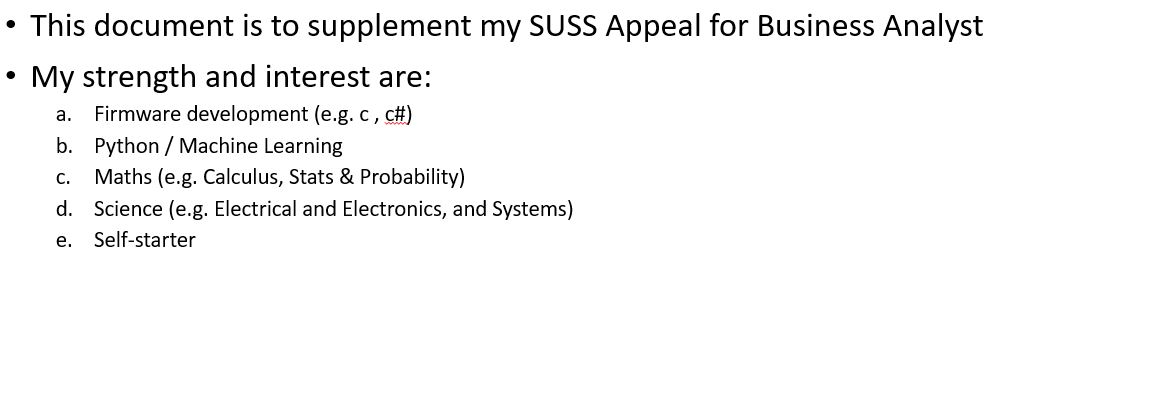 • This document is to supplement my SUSS Appeal for Business Analyst
• My strength and interest are:
a. Firmware development (e.g. c , c#)
b. Python / Machine Learning
c. Maths (e.g. Calculus, Stats & Probability)
d. Science (e.g. Electrical and Electronics, and Systems)
e. Self-starter